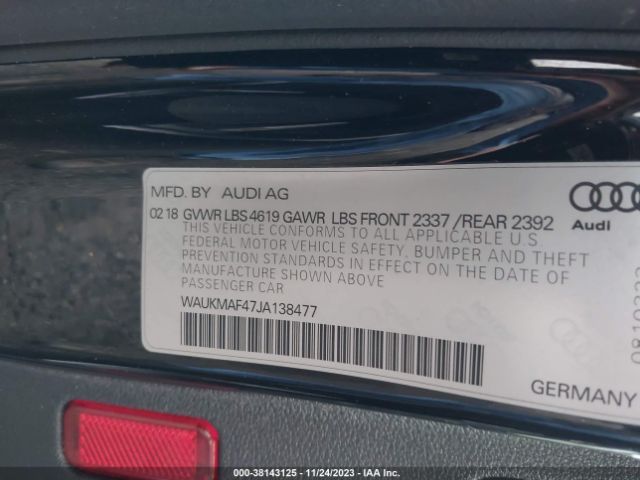 MFD. BY AUDI AG
02 18 GVWR LBS 4619 GAWR LBS FRONT 2337 /REAR 2392
THIS VEHICLE CONFORMS TO ALL APPLICABLE U.S
FEDERAL MOTOR VEHICLE SAFETY, BUMPER AND THEFT
PREVENTION STANDARDS IN EFFECT ON THE DATE OF
MANUFACTURE SHOWN ABOVE
PASSENGER CAR
WAUKMAF47JA138477
Audi
GERMANY
000-38143125 - 11/24/2023 - IAA Inc.